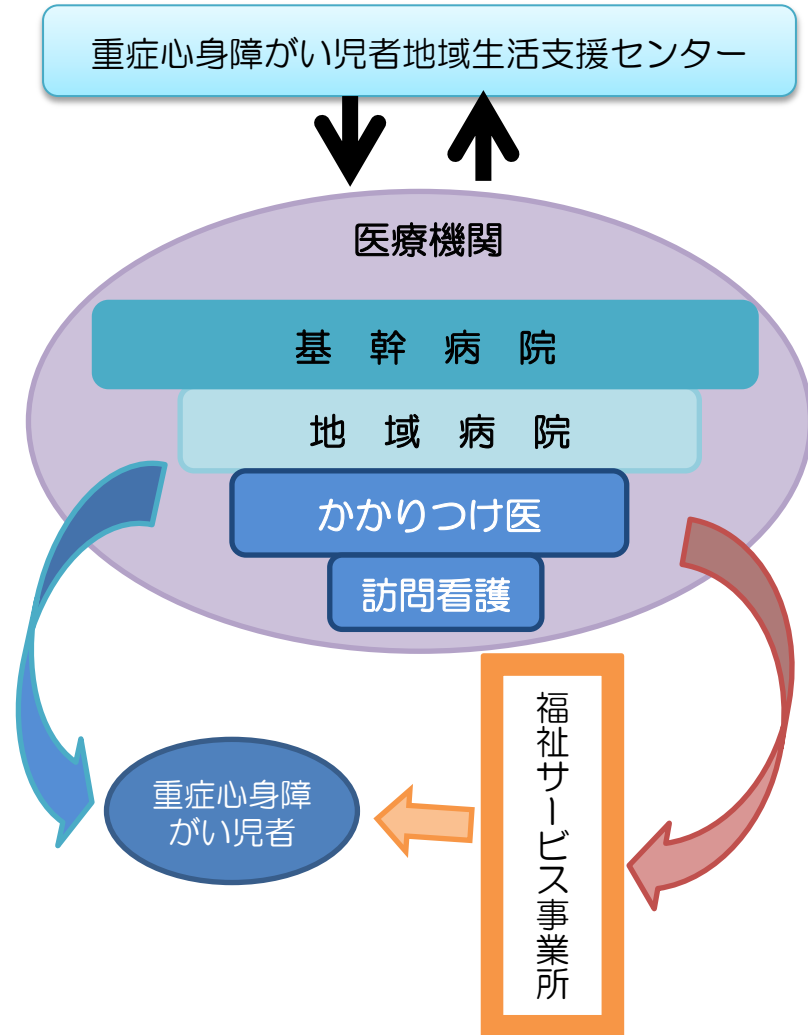 重症心身障がい児者地域生活支援センター
医療機関
基　幹　病　院
地　域　病　院
かかりつけ医
訪問看護
福祉サービス事業所
重症心身障
がい児者